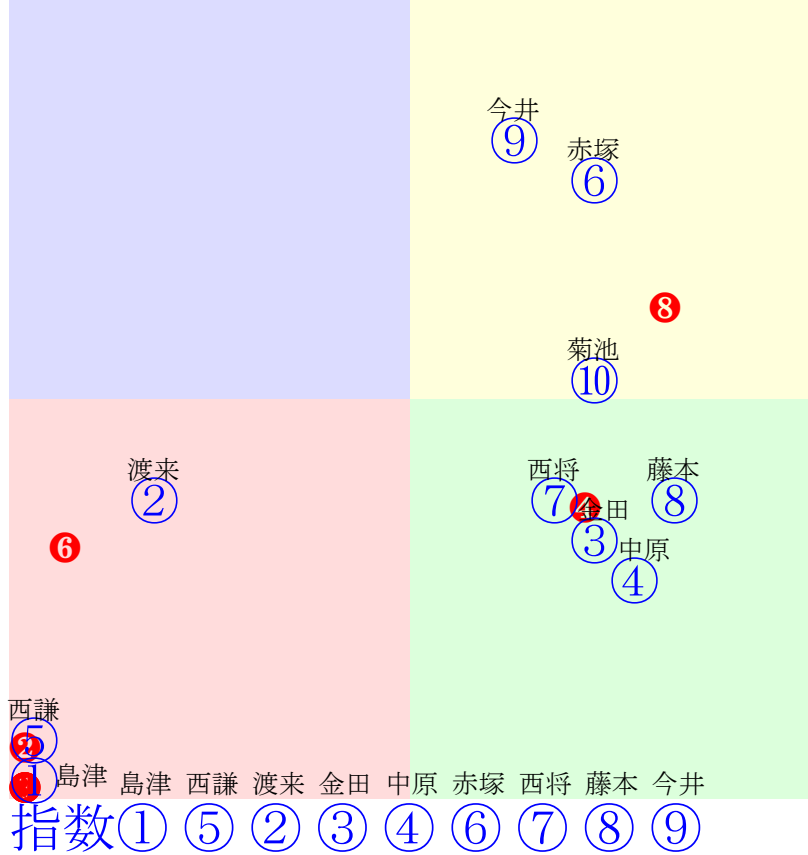 今井
⑨
赤塚
⑥
❽
菊池
⑩
渡来
②
西将
⑦
藤本
⑧
❹
金田
③
❻
中原
④
西謙
⑤
島津
①
島津 西謙 渡来 金田 中原 赤塚 西将 藤本 今井
指数①⑤②③④⑥⑦⑧⑨